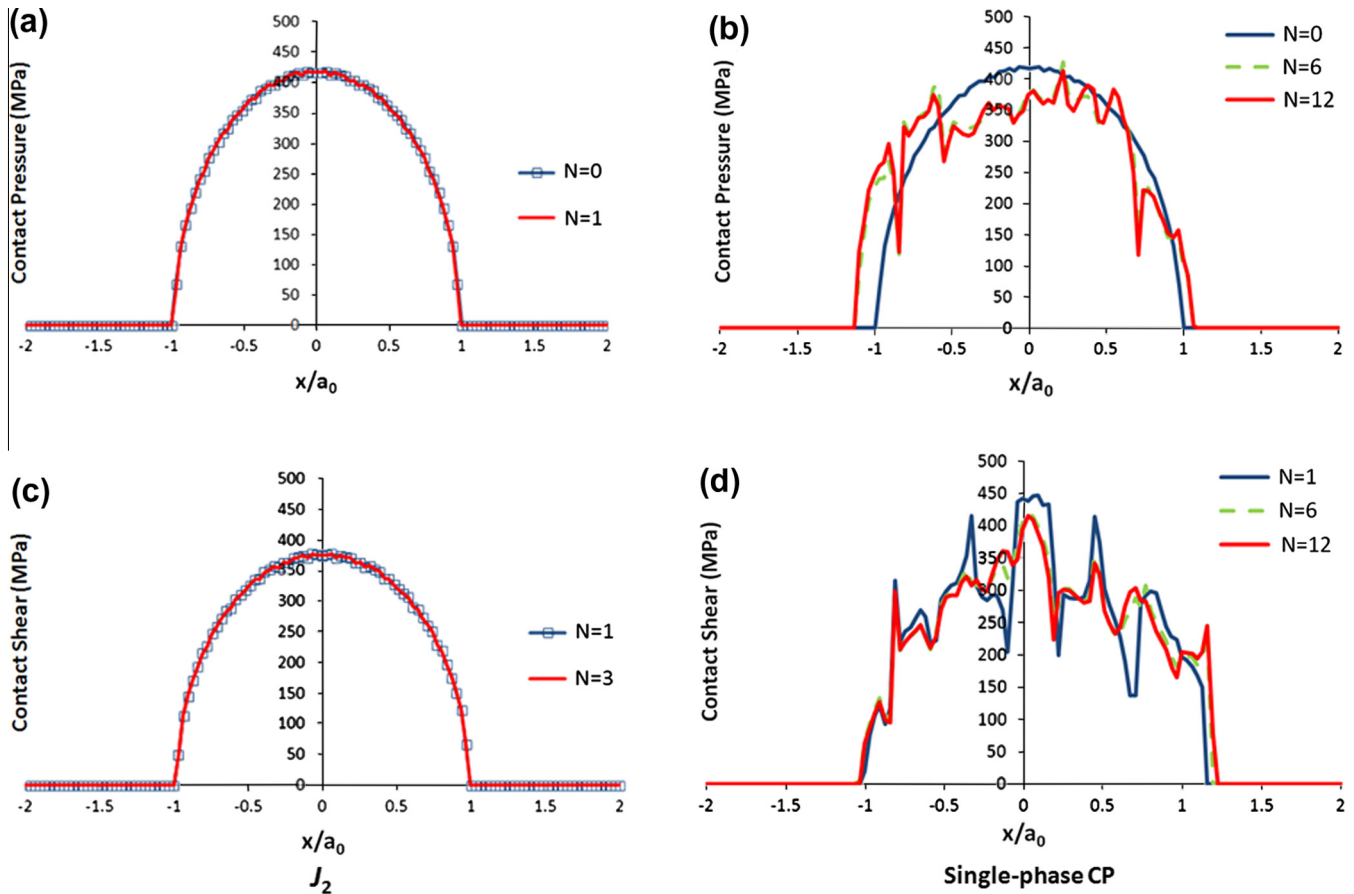 (a)
500
450
400
350
300
250
200
150
100
50
0
Contact Pressure (MPa)
-2 -1.5 -1 -0.5 0 0.5 1 1.5 2
x/a0
N=0
N=1
(b)
500
450
400
350
300
250
200
150
100
50
0
Contact Pressure (MPa)
-2 -1.5 -1 -0.5 0 0.5 1 1.5 2
x/a0
N=0
N=6
N=12
(c)
500
450
400
350
300
250
200
150
100
50
0
Contact Shear (MPa)
-2 -1.5 -1 -0.5 0 0.5 1 1.5 2
x/a0
N=1
N=3
J2
(d)
500
450
400
350
300
250
200
150
100
50
0
Contact Shear (MPa)
-2 -1.5 -1 -0.5 0 0.5 1 1.5 2
x/a0
N=1
N=6
N=12
Single-phase CP